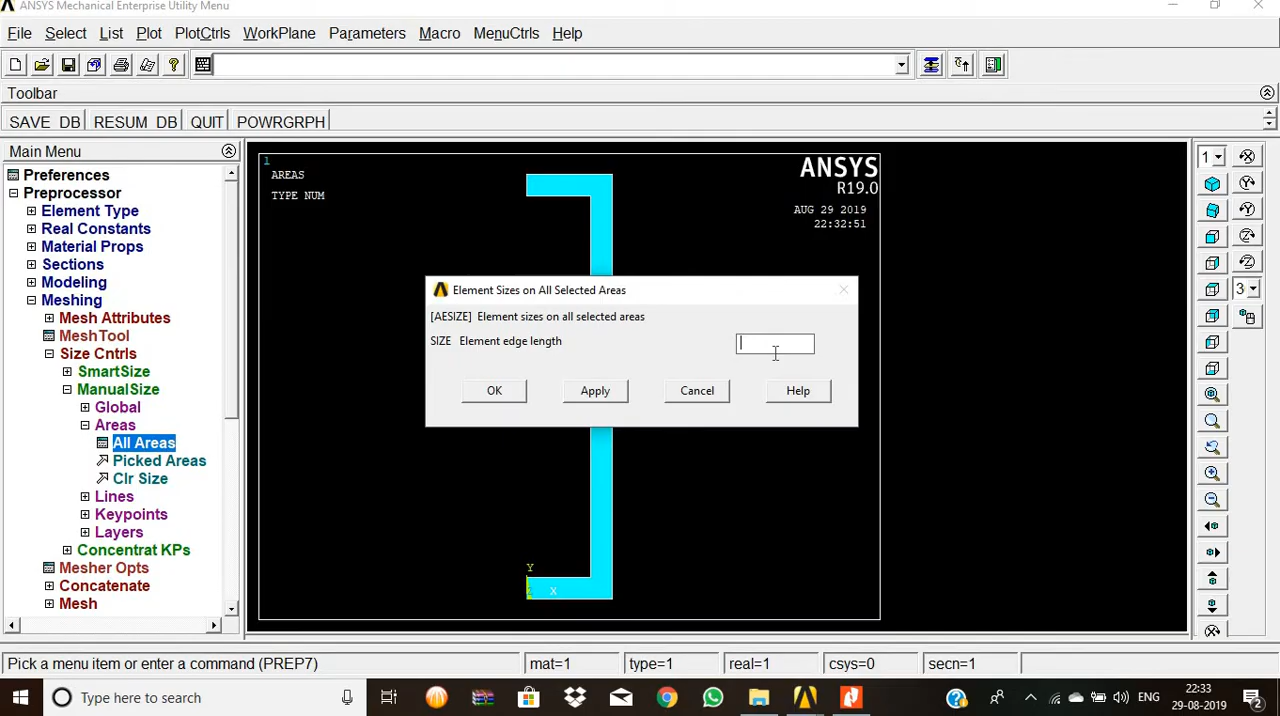 ANSYS Mechanical Enterprise Utility Menu
File Select List Plot PlotCtrls WorkPlane Parameters Macro MenuCtrls Help
Toolbar
SAVE_DB RESUM_DB QUIT POWRGRPH
Main Menu
Preferences
Preprocessor
Element Type
Real Constants
Material Props
Sections
Modeling
Meshing
Mesh Attributes
MeshTool
Size Cntrls
SmartSize
ManualSize
Global
Areas
All Areas
Picked Areas
Clr Size
Lines
Keypoints
Layers
Concentrat KPs
Mesher Opts
Concatenate
Mesh
1
AREAS
TYPE NUM
ANSYS
R19.0
AUG 29 2019
22:32:51
Element Sizes on All Selected Areas
[AESIZE] Element sizes on all selected areas
SIZE Element edge length
OK Apply Cancel Help
Y
Z X
1
3
Pick a menu item or enter a command (PREP7) mat=1 type=1 real=1 csys=0 secn=1
Type here to search
ENG
22:33
29-08-2019
2